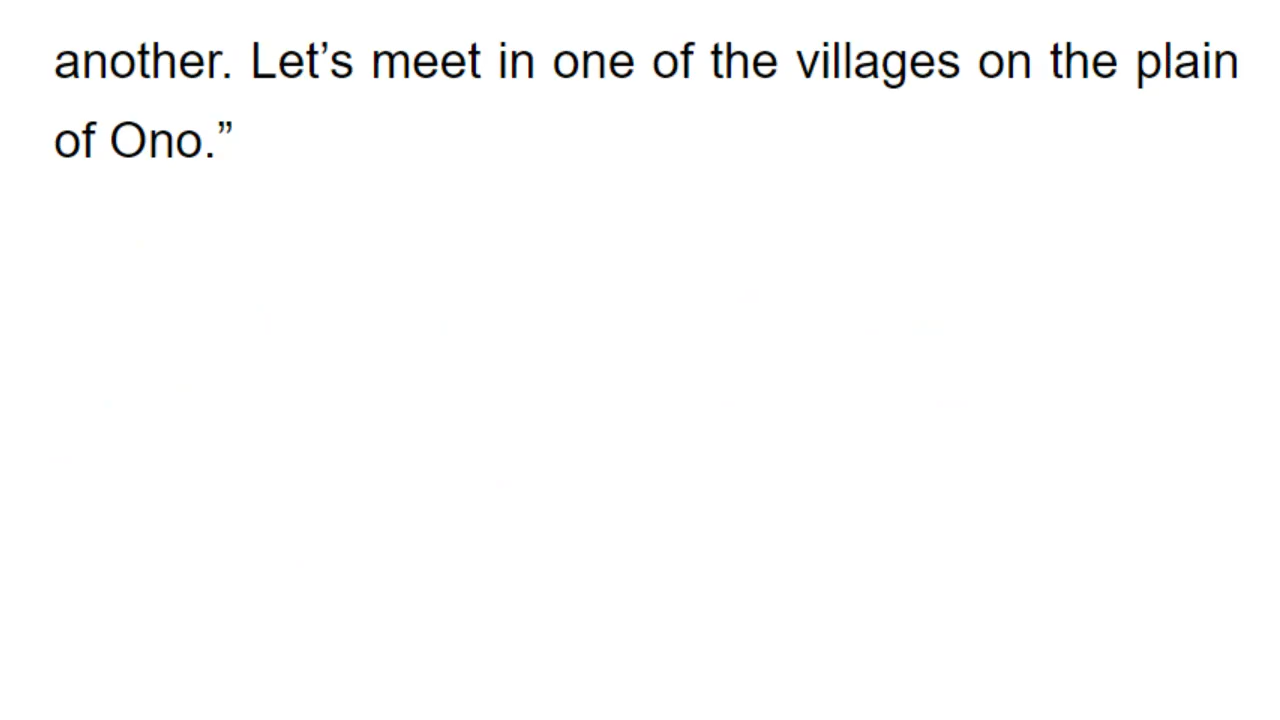 another. Let’s meet in one of the villages on the plain
of Ono.”